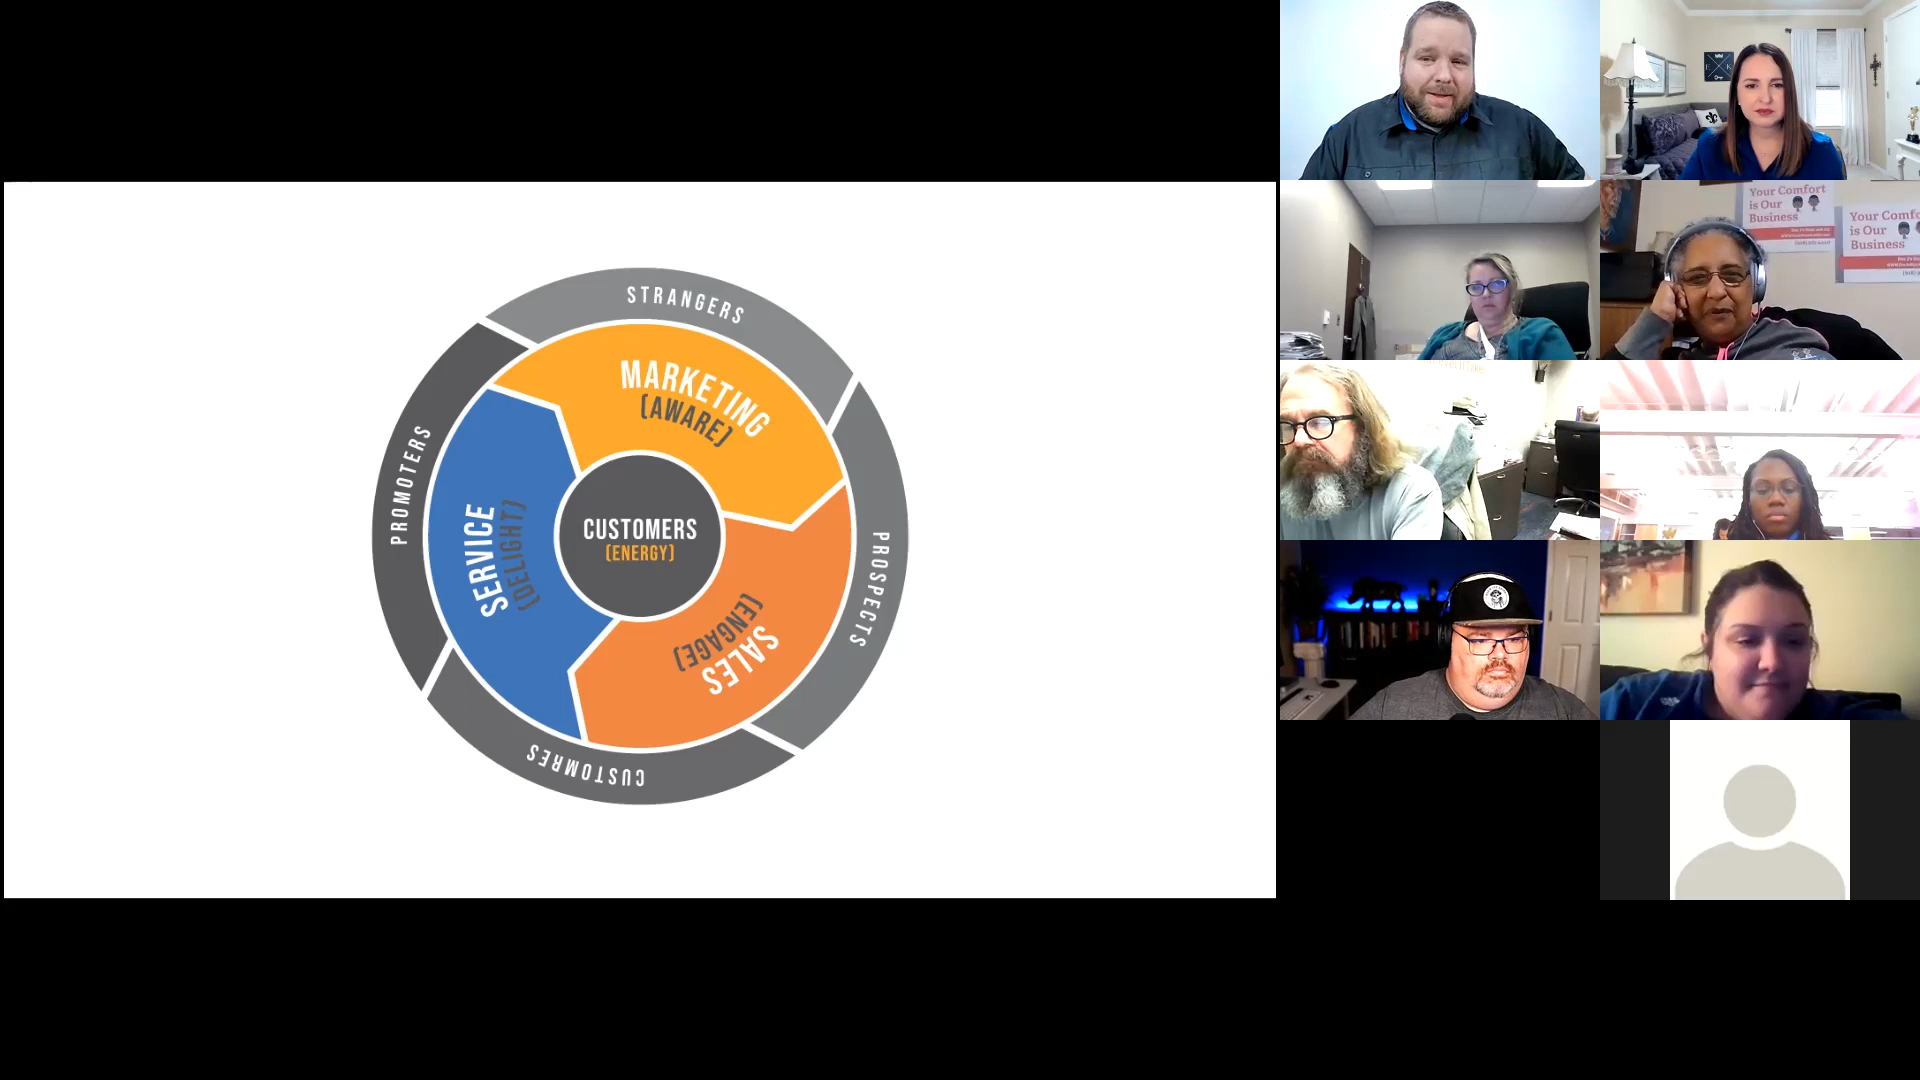 STRANGERS
MARKETING
(AWARE)
PROMOTERS
PROSPECTS
SERVICE
(DELIGHT)
CUSTOMERS
(ENERGY)
SALES
(ENGAGE)
CUSTOMRES
Your Comfort
is Our
Business
Your Comfo
is Our
Business
E K